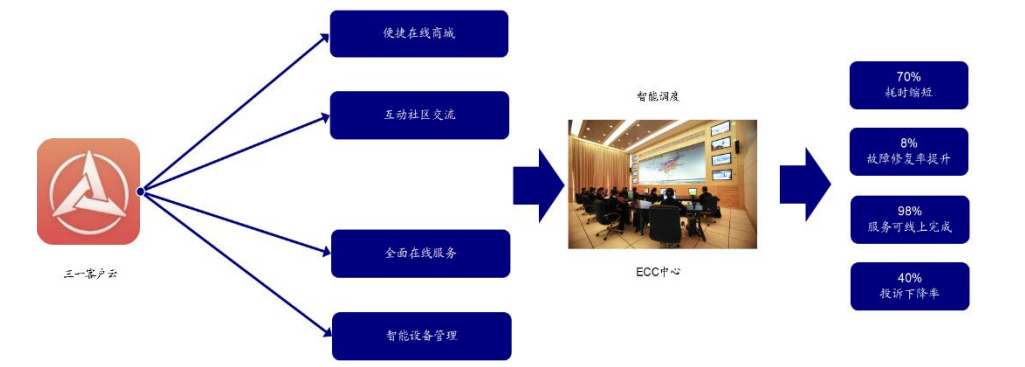 三一客户云
便捷在线商城
互动社区交流
全面在线服务
智能设备管理
智能调度
ECC中心
70%
耗时缩短
8%
故障修复率提升
98%
服务可线上完成
40%
投诉下降率